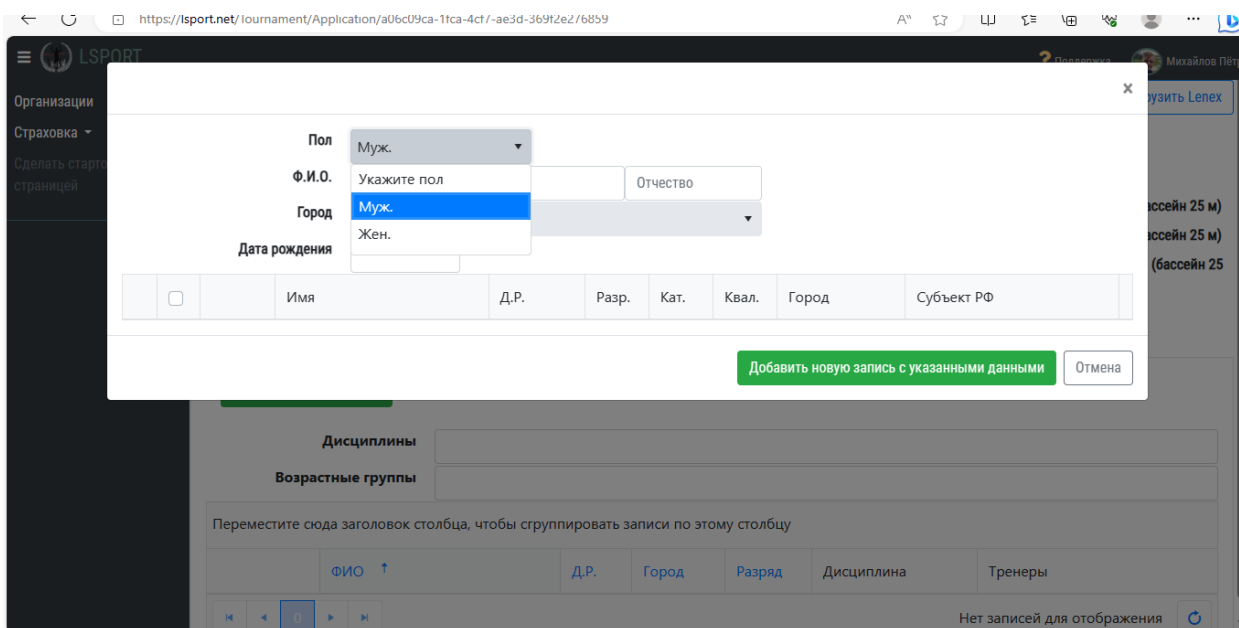 https://lsport.net/Tournament/Application/a06c09ca-1fca-4cf7-ae3d-369f2e276859
LSPORT
Поддержка
Михайлов Пёт
×
Организации
рузить Lenex
Страховка
Пол
Муж.
Сделать старто
страницей
Укажите пол
Муж.
Жен.
Ф.И.О.
Отчество
Город
ассейн 25 м)
ассейн 25 м)
Дата рождения
(бассейн 25
Имя Д.Р. Разр. Кат. Квал. Город Субъект РФ
Добавить новую запись с указанными данными Отмена
Дисциплины
Возрастные группы
Переместите сюда заголовок столбца, чтобы сгруппировать записи по этому столбцу
ФИО ↑ Д.Р. Город Разряд Дисциплина Тренеры
0 Нет записей для отображения